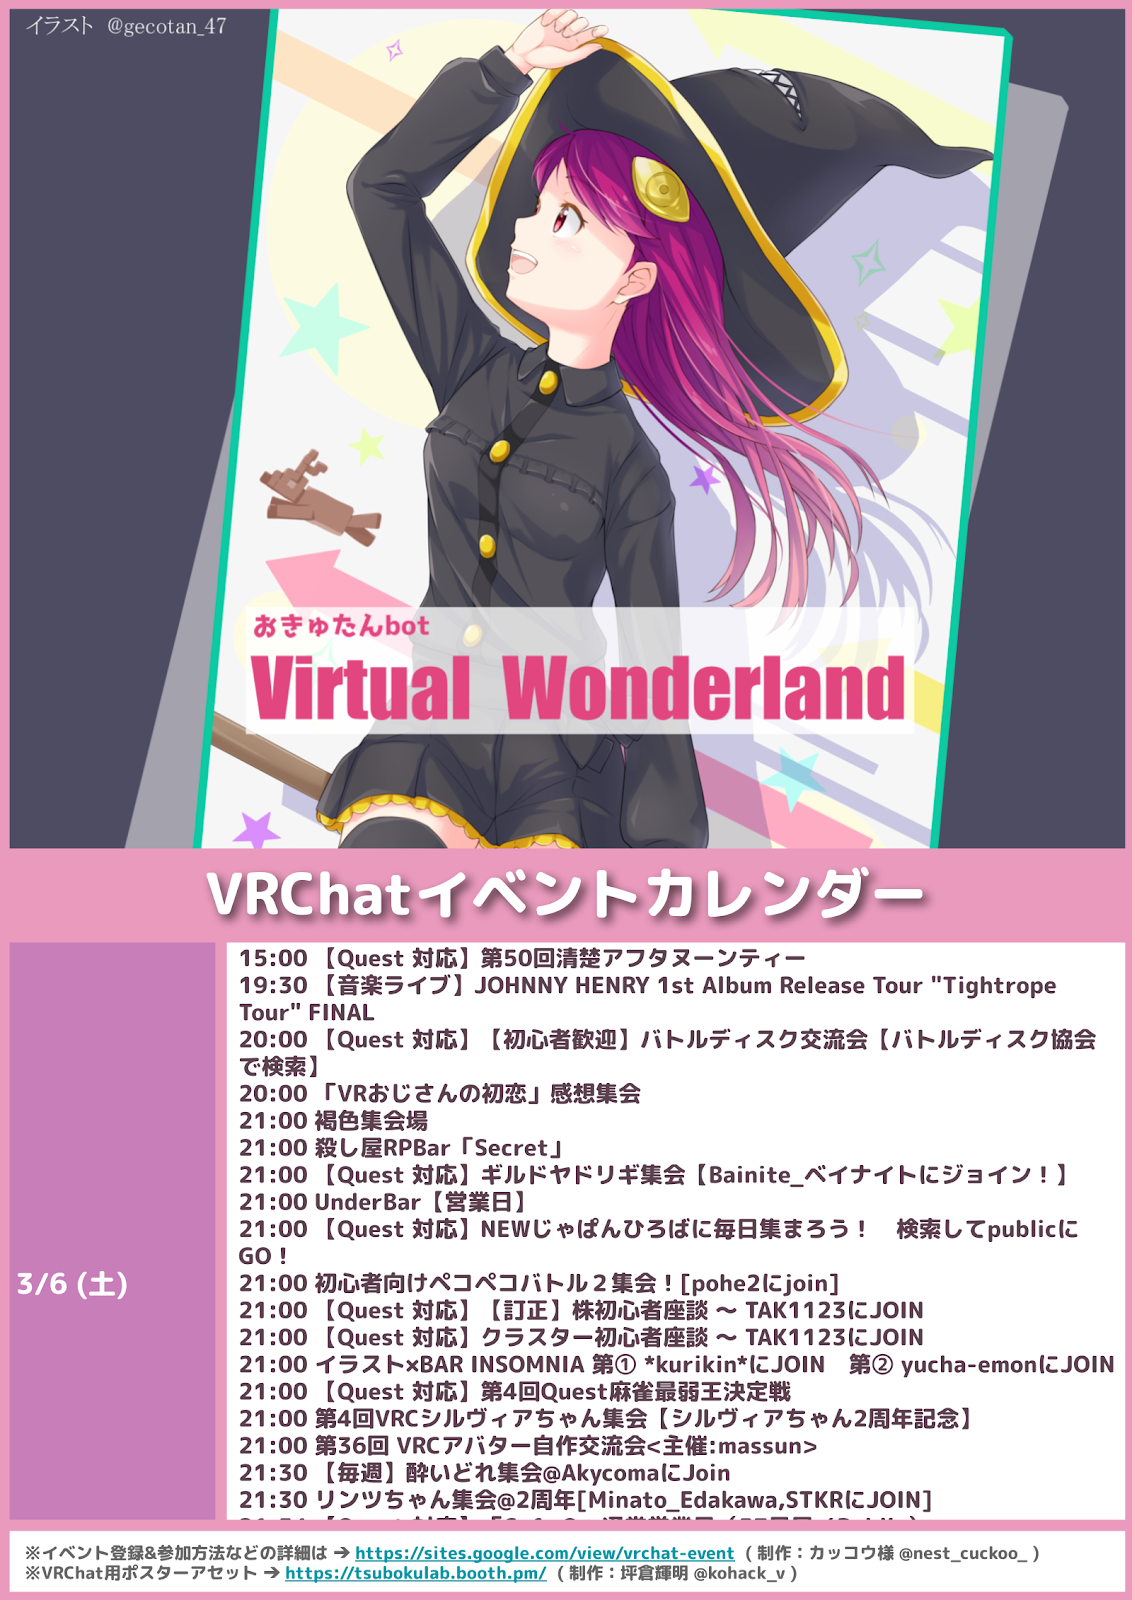 イラスト @gecotan_47
おきゅたんbot
Virtual Wonderland
VRChatイベントカレンダー
3/6 (土)
15:00 【Quest 対応】第50回清楚アフタヌーンティー
19:30 【音楽ライブ】JOHNNY HENRY 1st Album Release Tour "Tightrope
Tour" FINAL
20:00 【Quest 対応】【初心者歓迎】バトルディスク交流会【バトルディスク協会
で検索】
20:00 「VRおじさんの初恋」感想集会
21:00 褐色集会場
21:00 殺し屋RPBar「Secret」
21:00 【Quest 対応】ギルドヤドリギ集会【Bainite_ベイナイトにジョイン！】
21:00 UnderBar【営業日】
21:00 【Quest 対応】NEWじゃぱんひろばに毎日集まろう！　検索してpublicに
GO！
21:00 初心者向けペコペコバトル２集会！[pohe2にjoin]
21:00 【Quest 対応】【訂正】株初心者座談 〜 TAK1123にJOIN
21:00 【Quest 対応】クラスター初心者座談 〜 TAK1123にJOIN
21:00 イラスト×BAR INSOMNIA 第① *kurikin*にJOIN　第② yucha-emonにJOIN
21:00 【Quest 対応】第4回Quest麻雀最弱王決定戦
21:00 第4回VRCシルヴィアちゃん集会【シルヴィアちゃん2周年記念】
21:00 第36回 VRCアバター自作交流会<主催:massun>
21:30 【毎週】酔いどれ集会@AkycomaにJoin
21:30 リンツちゃん集会@2周年[Minato_Edakawa,STKRにJOIN]
※イベント登録&参加方法などの詳細は ➔ https://sites.google.com/view/vrchat-event （制作：カッコウ様 @nest_cuckoo_ ）
※VRChat用ポスターアセット ➔ https://tsubokulab.booth.pm/ （制作：坪倉輝明 @kohack_v ）